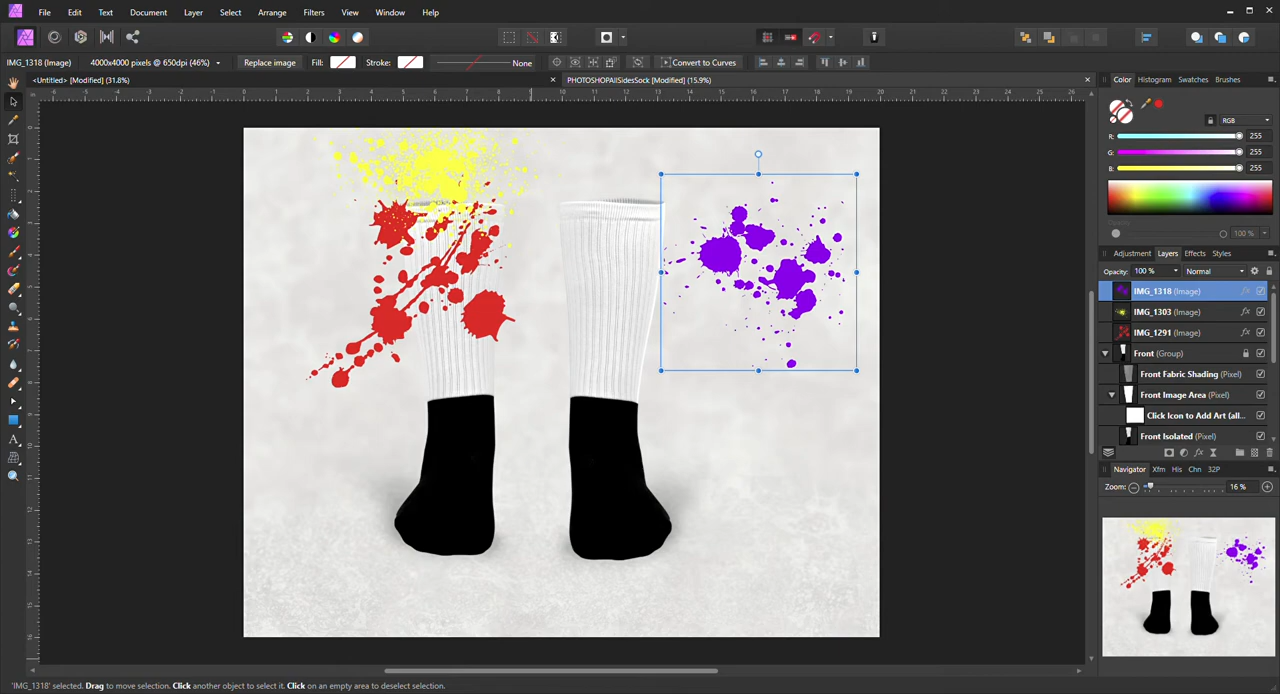 File Edit Text Document Layer Select Arrange Filters View Window Help
IMG_1318 (Image) 4000x4000 pixels @ 650dpi (46%) Replace image Fill: Stroke: None Convert to Curves
<Untitled> [Modified] (31.8%) PHOTOSHOPAllSidesSock [Modified] (15.9%)
Color Histogram Swatches Brushes
RGB
R: 255
G: 255
B: 255
Opacity
100 %
Adjustment Layers Effects Styles
Opacity: 100 % Normal
IMG_1318 (Image)
IMG_1303 (Image)
IMG_1291 (Image)
Front (Group)
Front Fabric Shading (Pixel)
Front Image Area (Pixel)
Click Icon to Add Art (all...
Front Isolated (Pixel)
Navigator Xfm His Chn 32P
Zoom: 16 %
'IMG_1318' selected. Drag to move selection. Click another object to select it. Click on an empty area to deselect selection.